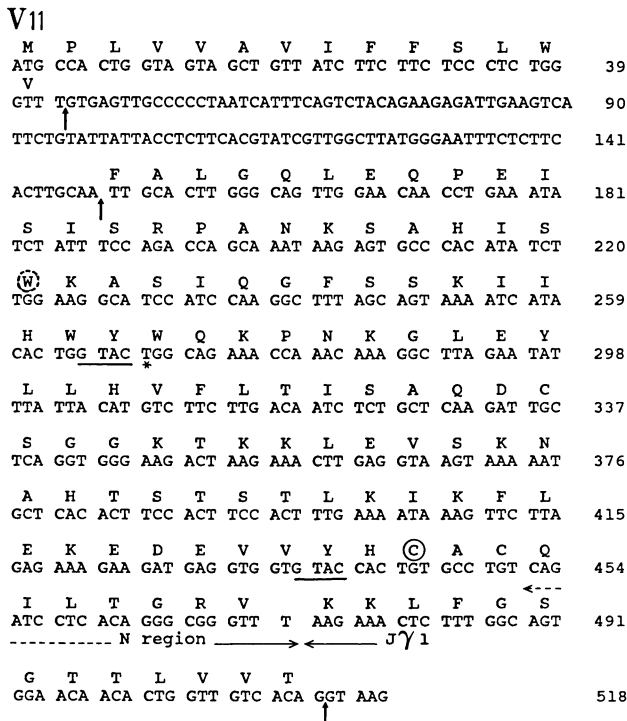 V11
M P L V V A V I F F S L W
ATG CCA CTG GTA GTA GCT GTT ATC TTC TTC TCC CTC TGG 39
V
GTT TGTGAGTTGCCCCCTAATCATTTCAGTCTACAGAAGAGATTGAAGTCA 90
TTCTGTATTATTACCTCTTCACGTATCGTTGGCTTATGGGAATTTCTCTTC 141
F A L G Q L E Q P E I
ACTTGCAA TT GCA CTT GGG CAG TTG GAA CAA CCT GAA ATA 181
S I S R P A N K S A H I S
TCT ATT TCC AGA CCA GCA AAT AAG AGT GCC CAC ATA TCT 220
W K A S I Q G F S S K I I
TGG AAG GCA TCC ATC CAA GGC TTT AGC AGT AAA ATC ATA 259
H W Y W Q K P N K G L E Y
CAC TGG TAC TGG CAG AAA CCA AAC AAA GGC TTA GAA TAT 298
*
L L H V F L T I S A Q D C
TTA TTA CAT GTC TTC TTG ACA ATC TCT GCT CAA GAT TGC 337
S G G K T K K L E V S K N
TCA GGT GGG AAG ACT AAG AAA CTT GAG GTA AGT AAA AAT 376
A H T S T S T L K I K F L
GCT CAC ACT TCC ACT TCC ACT TTG AAA ATA AAG TTC TTA 415
E K E D E V V Y H C A C Q
GAG AAA GAA GAT GAG GTG GTG TAC CAC TGT GCC TGT CAG 454
I L T G R V K K L F G S
ATC CTC ACA GGG CGG GTT T AAG AAA CTC TTT GGC AGT 491
N region Jγ1
G T T L V V T
GGA ACA ACA CTG GTT GTC ACA GGT AAG 518